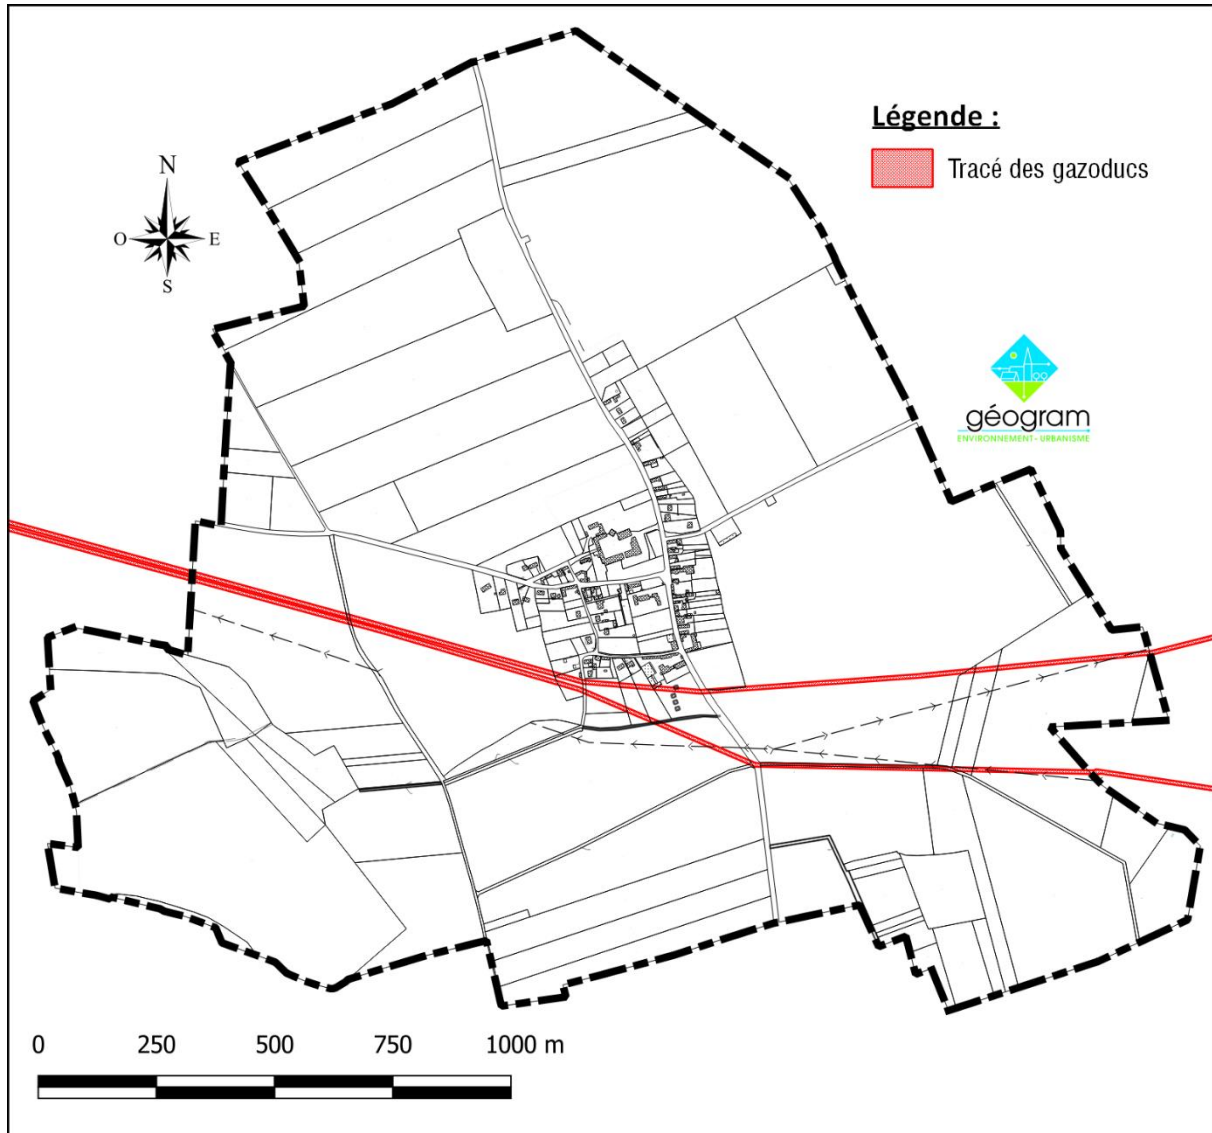 Légende :
Tracé des gazoducs
N
O
E
S
géogram
ENVIRONNEMENT - URBANISME
0 250 500 750 1000 m